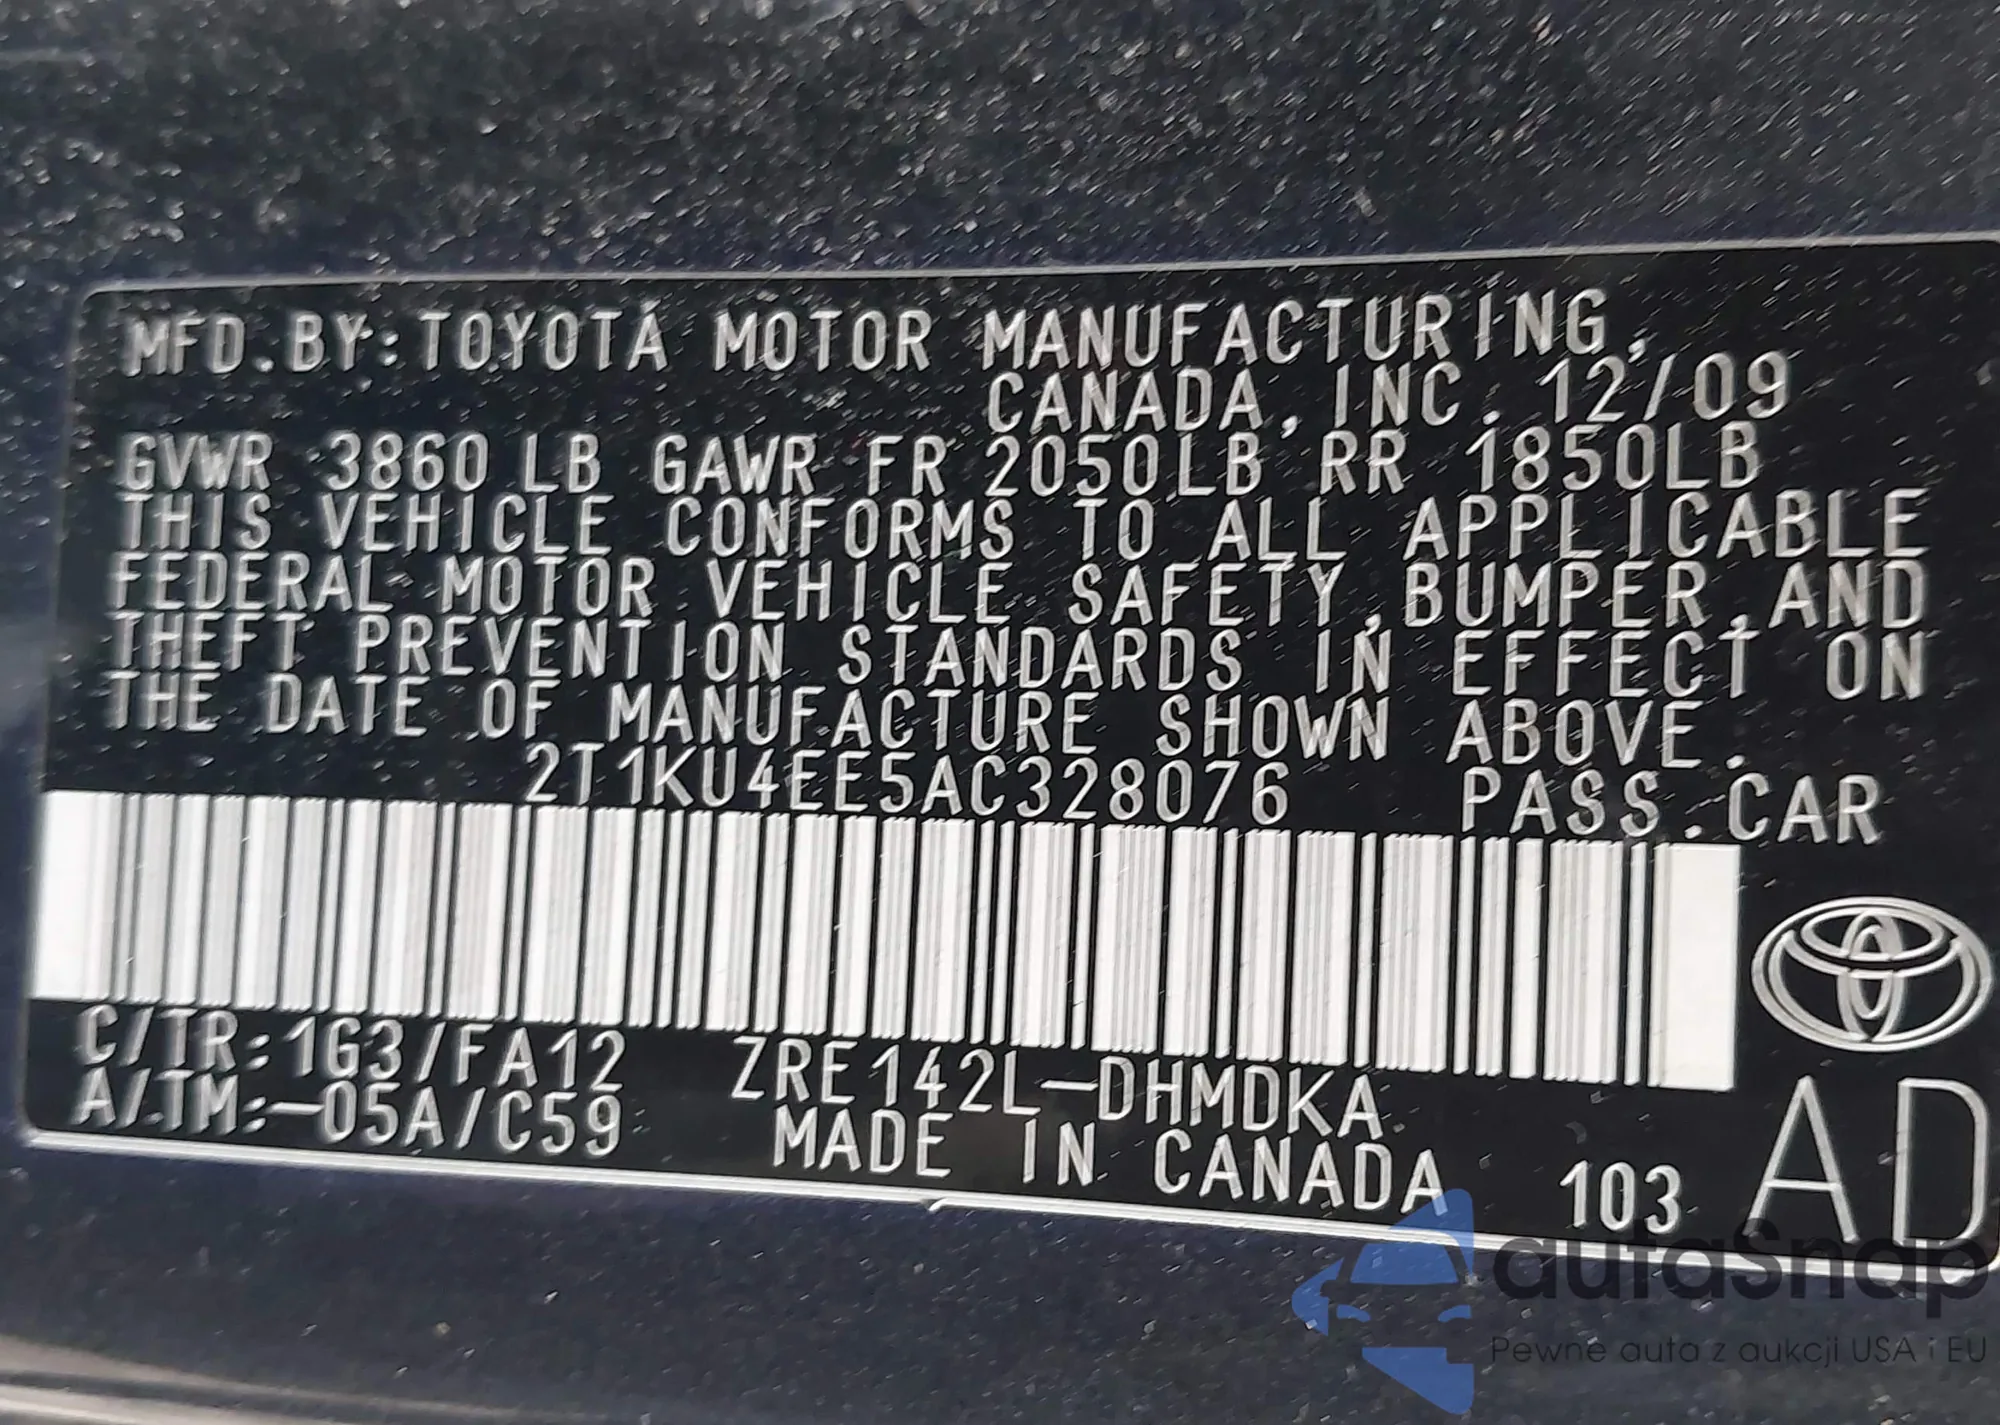 MFD.BY:TOYOTA MOTOR MANUFACTURING,
CANADA,INC. 12/09
GVWR 3860 LB GAWR FR 2050LB RR 1850LB
THIS VEHICLE CONFORMS TO ALL APPLICABLE
FEDERAL MOTOR VEHICLE SAFETY,BUMPER,AND
THEFT PREVENTION STANDARDS IN EFFECT ON
THE DATE OF MANUFACTURE SHOWN ABOVE.
2T1KU4EE5AC328076 PASS.CAR
C/TR:1G3/FA12 ZRE142L-DHMDKA
A/TM:-05A/C59 MADE IN CANADA 103 AD
autaSnap
Pewne auta z aukcji USA i EU